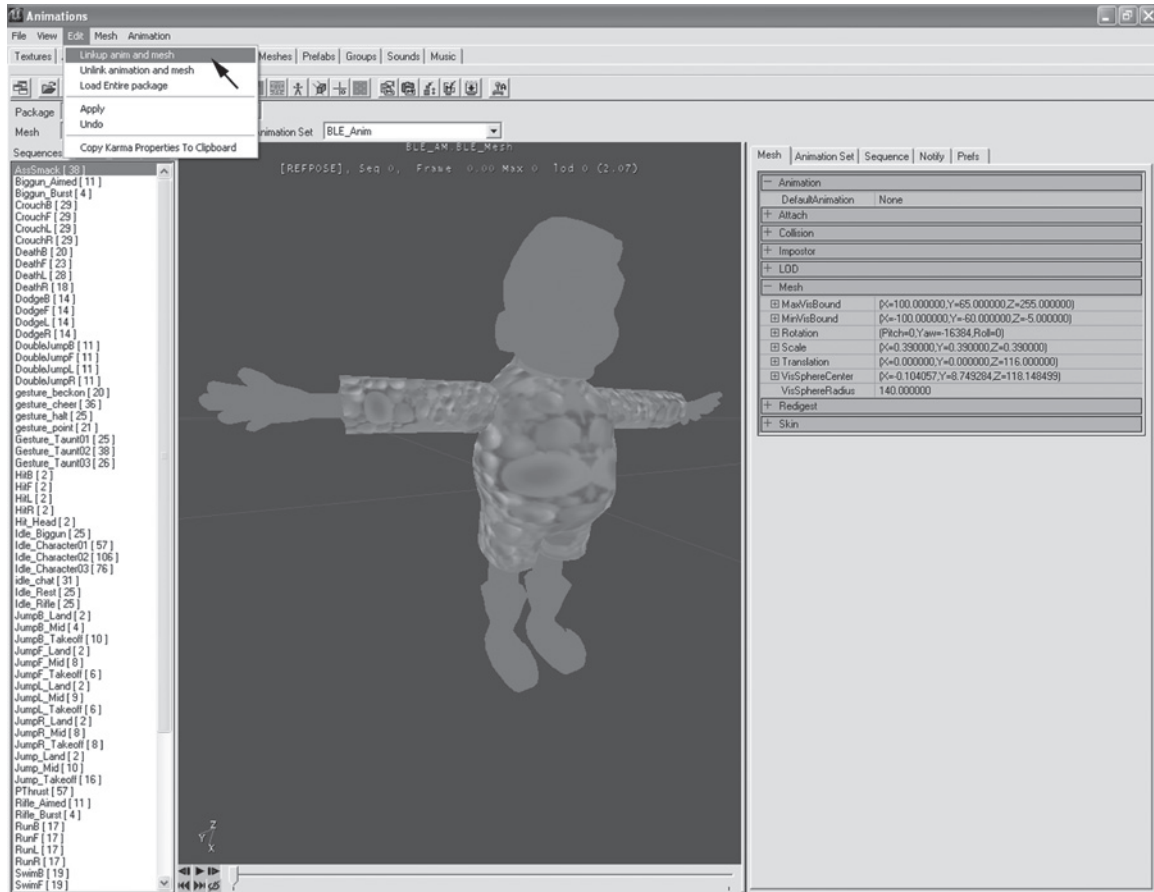 Animations
File View Edit Mesh Animation
Textures Meshes Prefabs Groups Sounds Music
Linkup anim and mesh
Unlink animation and mesh
Load Entire package
Apply
Undo
Copy Karma Properties To Clipboard
Package
Mesh Animation Set BLE_Anim
Sequences
BLE_AM.BLE_Mesh
[REFPOSE], Seq 0, Frame 0.00 Max 0 lod 0 (2.07)
AssSmack [ 38 ]
Biggun_Aimed [ 11 ]
Biggun_Burst [ 4 ]
CrouchB [ 29 ]
CrouchF [ 29 ]
CrouchL [ 29 ]
CrouchR [ 29 ]
DeathB [ 20 ]
DeathF [ 23 ]
DeathL [ 28 ]
DeathR [ 18 ]
DodgeB [ 14 ]
DodgeF [ 14 ]
DodgeL [ 14 ]
DodgeR [ 14 ]
DoubleJumpB [ 11 ]
DoubleJumpF [ 11 ]
DoubleJumpL [ 11 ]
DoubleJumpR [ 11 ]
gesture_beckon [ 20 ]
gesture_cheer [ 36 ]
gesture_halt [ 25 ]
gesture_point [ 21 ]
Gesture_Taunt01 [ 25 ]
Gesture_Taunt02 [ 38 ]
Gesture_Taunt03 [ 26 ]
HitB [ 2 ]
HitF [ 2 ]
HitL [ 2 ]
HitR [ 2 ]
Hit_Head [ 2 ]
Idle_Biggun [ 25 ]
Idle_Character01 [ 57 ]
Idle_Character02 [ 106 ]
Idle_Character03 [ 76 ]
idle_chat [ 31 ]
Idle_Rest [ 25 ]
Idle_Rifle [ 25 ]
JumpB_Land [ 2 ]
JumpB_Mid [ 4 ]
JumpB_Takeoff [ 10 ]
JumpF_Land [ 2 ]
JumpF_Mid [ 8 ]
JumpF_Takeoff [ 6 ]
JumpL_Land [ 2 ]
JumpL_Mid [ 9 ]
JumpL_Takeoff [ 6 ]
JumpR_Land [ 2 ]
JumpR_Mid [ 8 ]
JumpR_Takeoff [ 8 ]
Jump_Land [ 2 ]
Jump_Mid [ 10 ]
Jump_Takeoff [ 16 ]
PThrust [ 57 ]
Rifle_Aimed [ 11 ]
Rifle_Burst [ 4 ]
RunB [ 17 ]
RunF [ 17 ]
RunL [ 17 ]
RunR [ 17 ]
SwimB [ 19 ]
SwimF [ 19 ]
Z
Y
X
Mesh Animation Set Sequence Notify Prefs
Animation
DefaultAnimation None
Attach
Collision
Impostor
LOD
Mesh
MaxVisBound (X=100.000000,Y=65.000000,Z=255.000000)
MinVisBound (X=-100.000000,Y=-60.000000,Z=-5.000000)
Rotation (Pitch=0,Yaw=-16384,Roll=0)
Scale (X=0.390000,Y=0.390000,Z=0.390000)
Translation (X=0.000000,Y=0.000000,Z=116.000000)
VisSphereCenter (X=-0.104057,Y=8.749284,Z=118.148499)
VisSphereRadius 140.000000
Redigest
Skin